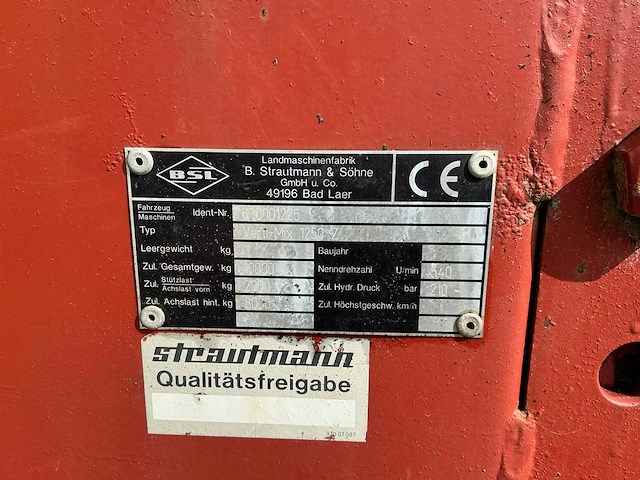 BSL
Landmaschinenfabrik
B. Strautmann & Söhne
GmbH u. Co.
49196 Bad Laer
CE
Fahrzeug
Maschinen Ident-Nr.
Typ Verti-Mix 1250
Leergewicht kg Baujahr
Zul. Gesamtgew. kg Nenndrehzahl U/min 540
Zul. Stützlast: Achslast vorn kg Zul. Hydr. Druck bar 210
Zul. Achslast hint. kg Zul. Höchstgeschw. km/h
strautmann
Qualitätsfreigabe